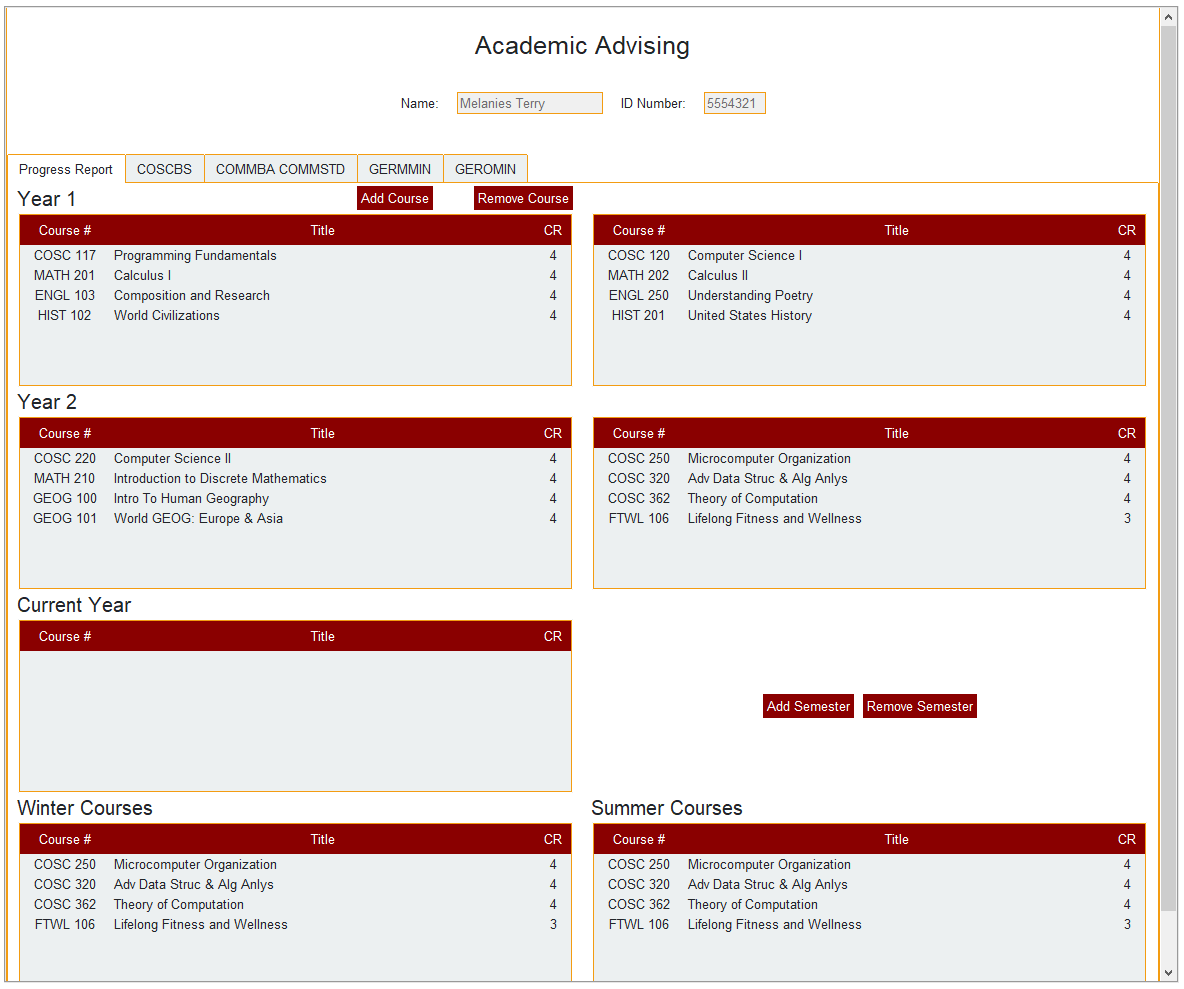 Academic Advising
Name: Melanies Terry ID Number: 5554321
Progress Report COSCBS COMMBA COMMSTD GERMMIN GEROMIN
Year 1 Add Course Remove Course
Course # Title CR
COSC 117 Programming Fundamentals 4
MATH 201 Calculus I 4
ENGL 103 Composition and Research 4
HIST 102 World Civilizations 4
Course # Title CR
COSC 120 Computer Science I 4
MATH 202 Calculus II 4
ENGL 250 Understanding Poetry 4
HIST 201 United States History 4
Year 2
Course # Title CR
COSC 220 Computer Science II 4
MATH 210 Introduction to Discrete Mathematics 4
GEOG 100 Intro To Human Geography 4
GEOG 101 World GEOG: Europe & Asia 4
Course # Title CR
COSC 250 Microcomputer Organization 4
COSC 320 Adv Data Struc & Alg Anlys 4
COSC 362 Theory of Computation 4
FTWL 106 Lifelong Fitness and Wellness 3
Current Year
Course # Title CR
Add Semester Remove Semester
Winter Courses
Course # Title CR
COSC 250 Microcomputer Organization 4
COSC 320 Adv Data Struc & Alg Anlys 4
COSC 362 Theory of Computation 4
FTWL 106 Lifelong Fitness and Wellness 3
Summer Courses
Course # Title CR
COSC 250 Microcomputer Organization 4
COSC 320 Adv Data Struc & Alg Anlys 4
COSC 362 Theory of Computation 4
FTWL 106 Lifelong Fitness and Wellness 3